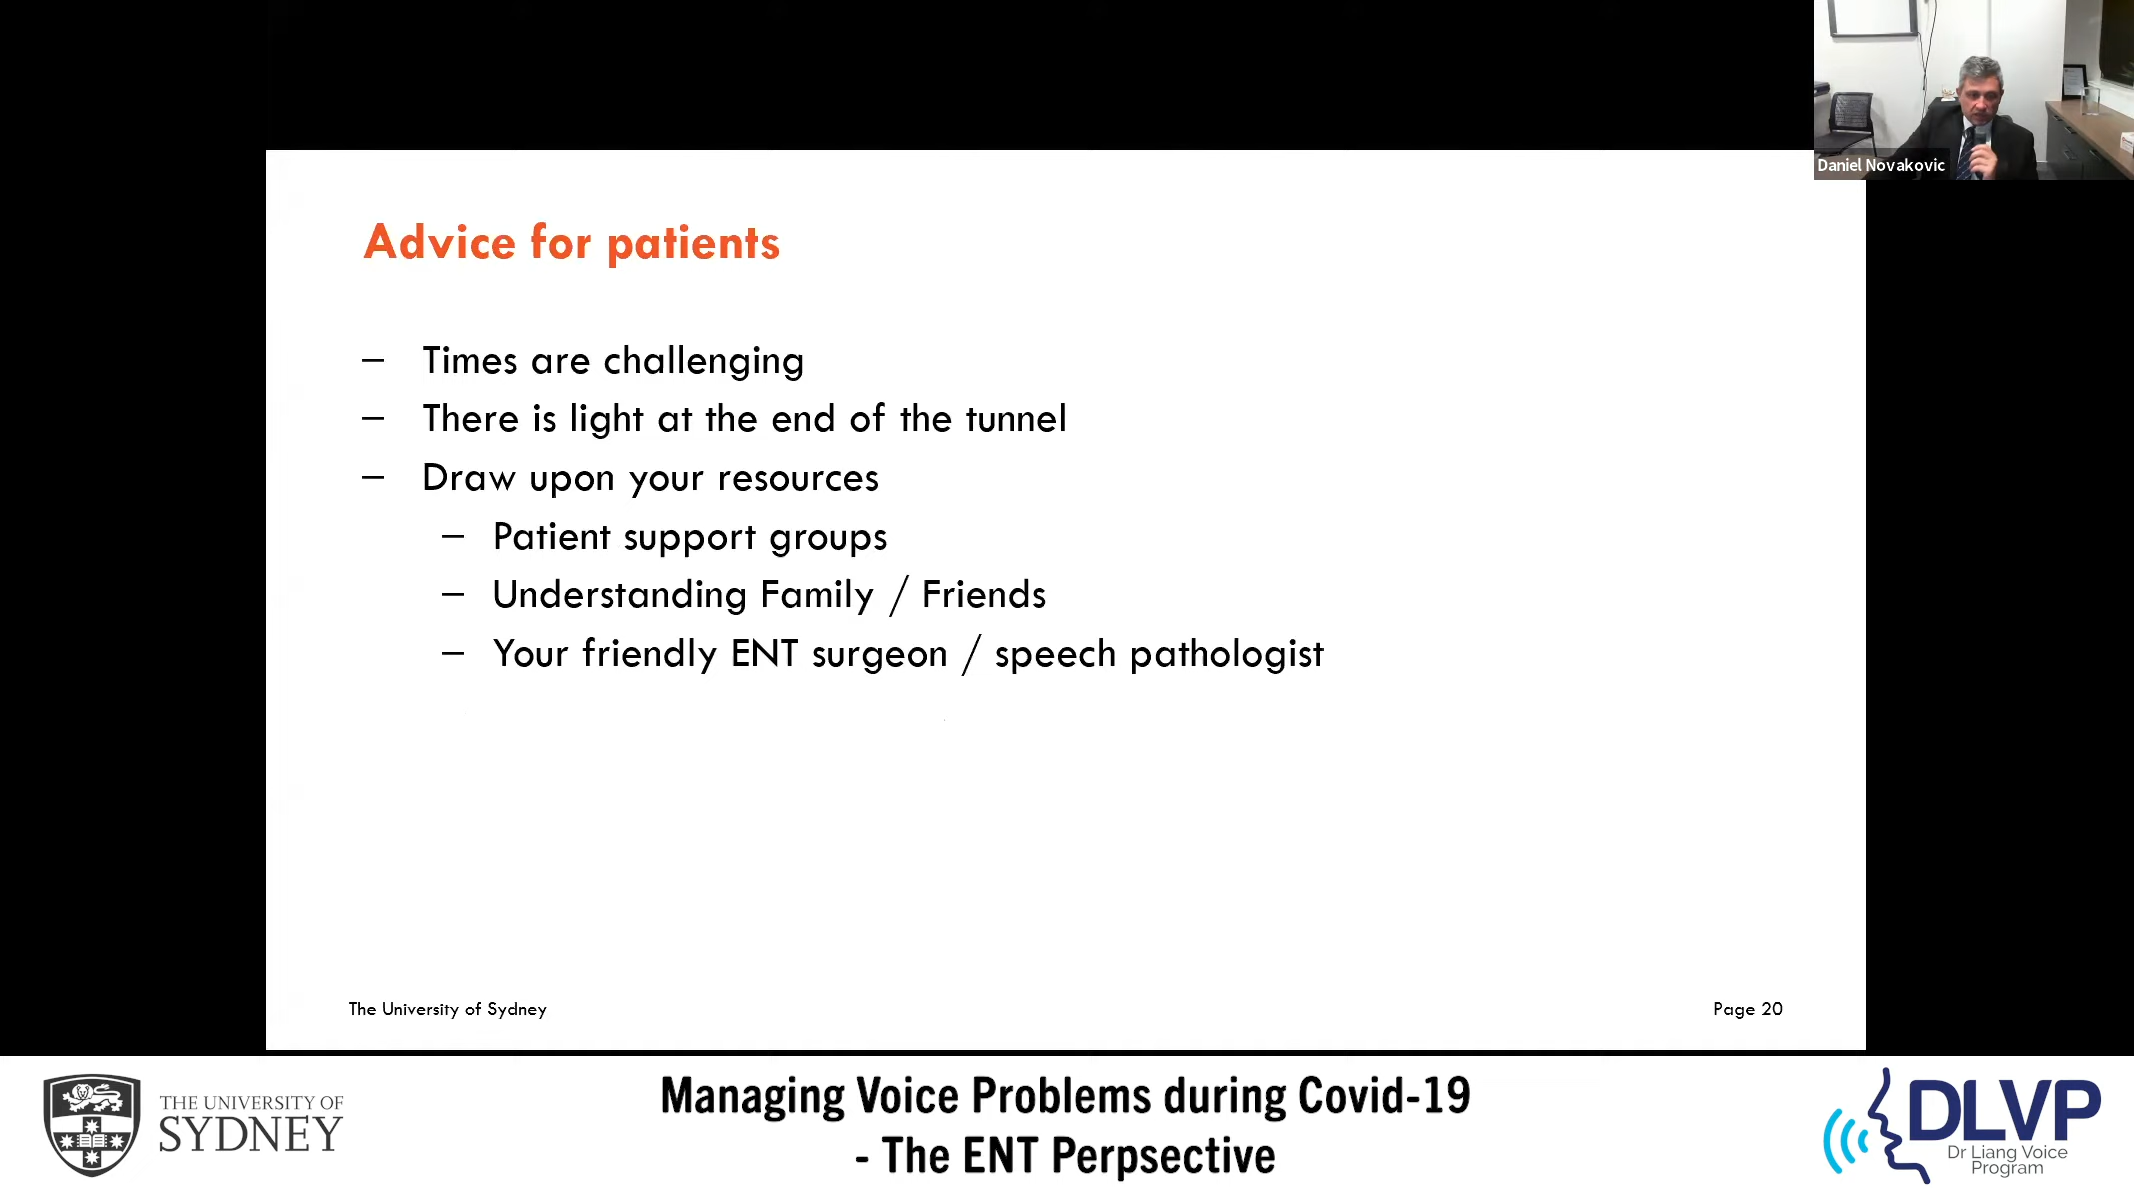 Daniel Novakovic
Advice for patients
– Times are challenging
– There is light at the end of the tunnel
– Draw upon your resources
– Patient support groups
– Understanding Family / Friends
– Your friendly ENT surgeon / speech pathologist
The University of Sydney
Page 20
THE UNIVERSITY OF
SYDNEY
Managing Voice Problems during Covid-19
- The ENT Perpsective
DLVP
Dr Liang Voice
Program